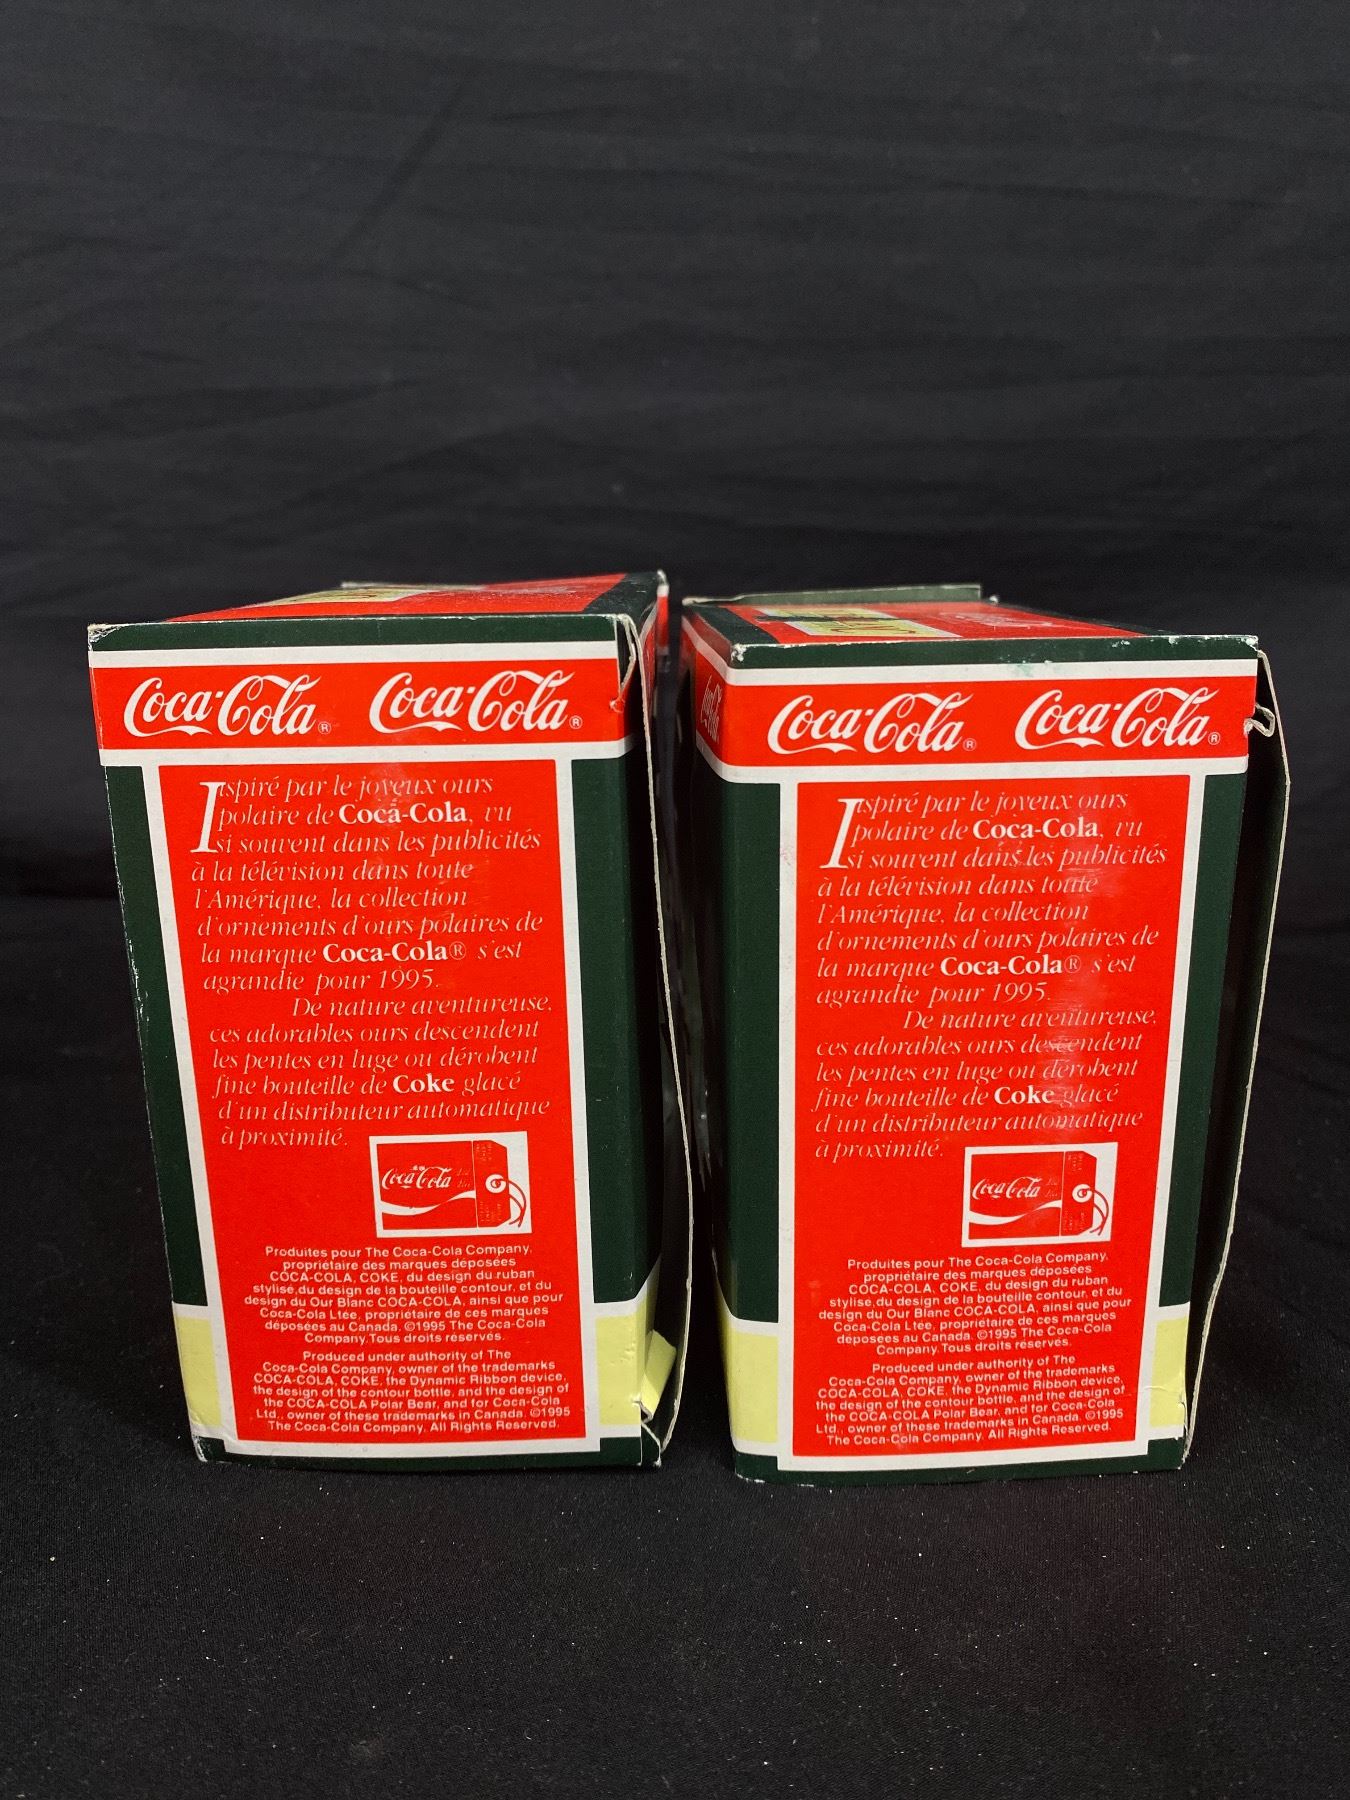 Coca-Cola® Coca-Cola®
Ispiré par le joyeux ours
polaire de Coca-Cola, vu
si souvent dans les publicités
à la télévision dans toute
l'Amérique, la collection
d'ornements d'ours polaires de
la marque Coca-Cola® s'est
agrandie pour 1995.
De nature aventureuse,
ces adorables ours descendent
les pentes en luge ou dérobent
fine bouteille de Coke glacé
d'un distributeur automatique
à proximité.
Coca-Cola
Produites pour The Coca-Cola Company,
propriétaire des marques déposées
COCA-COLA, COKE, du design du ruban
stylisé,du design de la bouteille contour, et du
design du Our Blanc COCA-COLA, ainsi que pour
Coca-Cola Ltée, propriétaire de ces marques
déposées au Canada. ©1995 The Coca-Cola
Company.Tous droits réservés.
Produced under authority of The
Coca-Cola Company, owner of the trademarks
COCA-COLA, COKE, the Dynamic Ribbon device,
the design of the contour bottle, and the design of
the COCA-COLA Polar Bear, and for Coca-Cola
Ltd., owner of these trademarks in Canada. ©1995
The Coca-Cola Company, All Rights Reserved.
Coca-Cola® Coca-Cola®
Ispiré par le joyeux ours
polaire de Coca-Cola, vu
si souvent dans les publicités
à la télévision dans toute
l'Amérique, la collection
d'ornements d'ours polaires de
la marque Coca-Cola® s'est
agrandie pour 1995.
De nature aventureuse,
ces adorables ours descendent
les pentes en luge ou dérobent
fine bouteille de Coke glacé
d'un distributeur automatique
à proximité.
Coca-Cola
Produites pour The Coca-Cola Company,
propriétaire des marques déposées
COCA-COLA, COKE, du design du ruban
stylisé,du design de la bouteille contour, et du
design du Our Blanc COCA-COLA, ainsi que pour
Coca-Cola Ltée, propriétaire de ces marques
déposées au Canada. ©1995 The Coca-Cola
Company.Tous droits réservés.
Produced under authority of The
Coca-Cola Company, owner of the trademarks
COCA-COLA, COKE, the Dynamic Ribbon device,
the design of the contour bottle, and the design of
the COCA-COLA Polar Bear, and for Coca-Cola
Ltd., owner of these trademarks in Canada. ©1995
The Coca-Cola Company. All Rights Reserved.